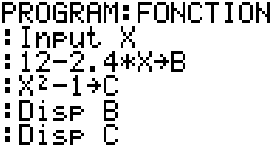 PROGRAM:FONCTION
:Input X
:12-2.4*X→B
:X²-1→C
:Disp B
:Disp C